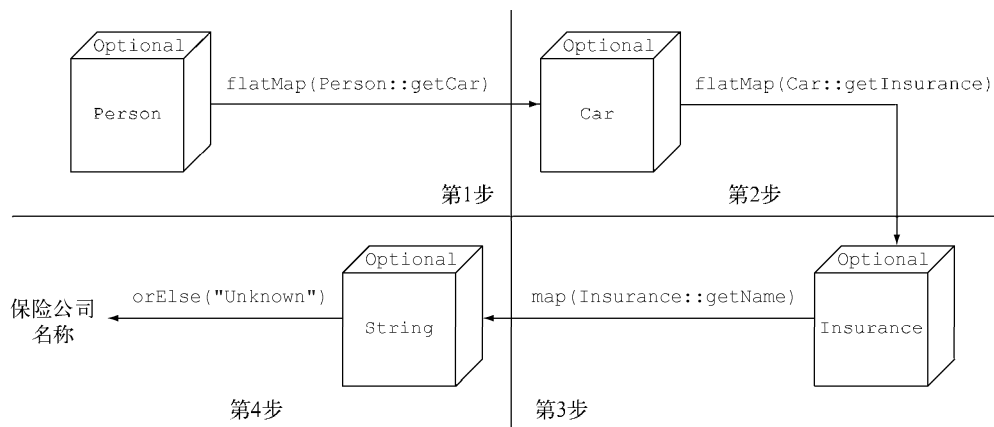 Optional
Person
flatMap(Person::getCar)
第1步
Optional
Car
flatMap(Car::getInsurance)
第2步
Optional
Insurance
map(Insurance::getName)
第3步
Optional
String
orElse("Unknown")
第4步
保险公司
名称